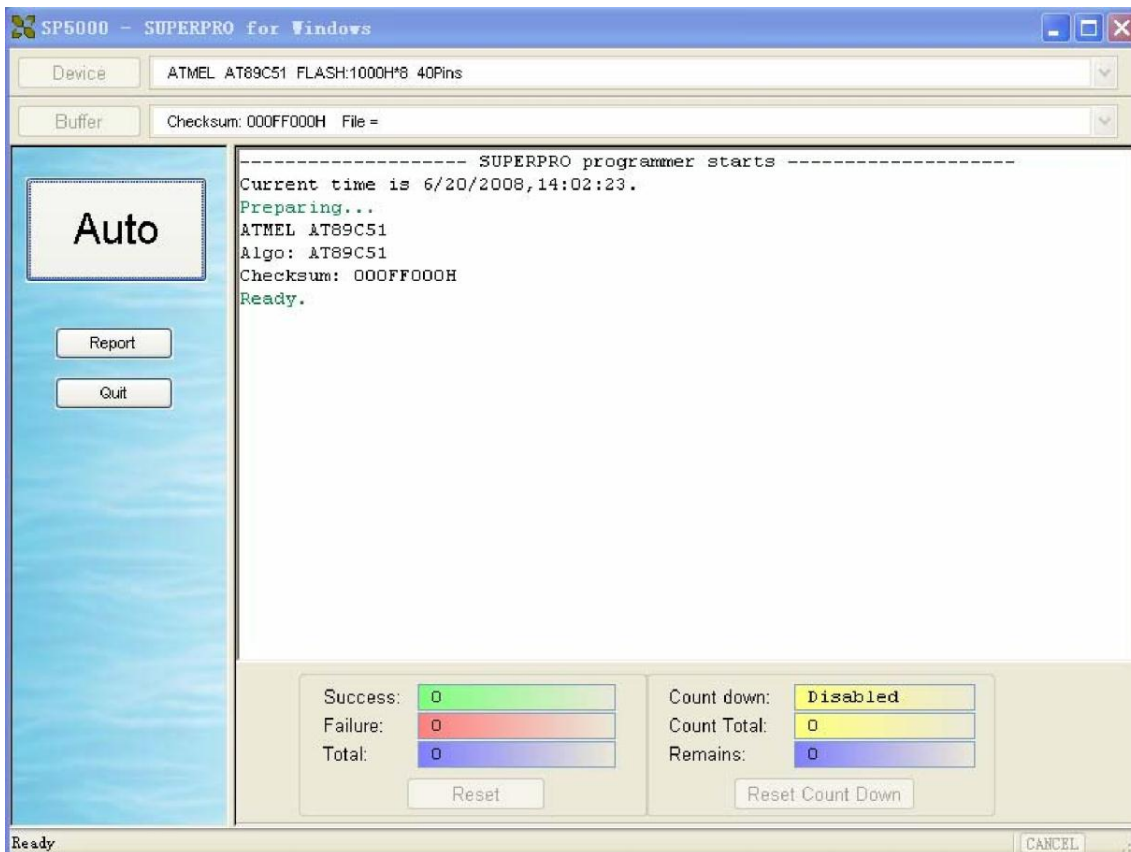 SP5000 - SUPERPRO for Windows
Device ATMEL AT89C51 FLASH:1000H*8 40Pins
Buffer Checksum: 000FF000H File =
-------------------- SUPERPRO programmer starts --------------------
Current time is 6/20/2008,14:02:23.
Preparing...
ATMEL AT89C51
Algo: AT89C51
Checksum: 000FF000H
Ready.
Auto
Report
Quit
Success: 0
Failure: 0
Total: 0
Reset
Count down: Disabled
Count Total: 0
Remains: 0
Reset Count Down
Ready CANCEL